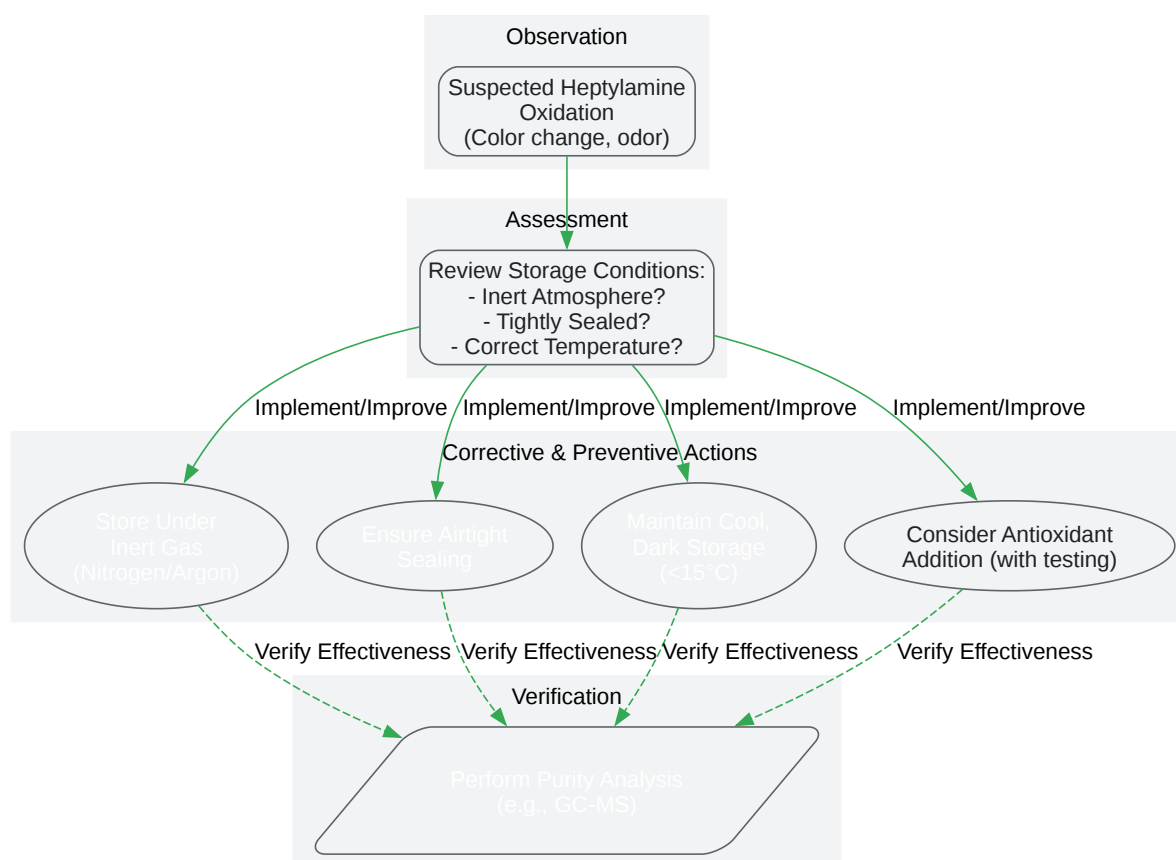 Observation
Suspected Heptylamine
Oxidation
(Color change, odor)
Assessment
Review Storage Conditions:
- Inert Atmosphere?
- Tightly Sealed?
- Correct Temperature?
Implement/Improve
Implement/Improve
Implement/Improve
Implement/Improve
Corrective & Preventive Actions
Store Under
Inert Gas
(Nitrogen/Argon)
Ensure Airtight
Sealing
Maintain Cool,
Dark Storage
(<15°C)
Consider Antioxidant
Addition (with testing)
Verify Effectiveness
Verify Effectiveness
Verify Effectiveness
Verify Effectiveness
Verification
Perform Purity Analysis
(e.g., GC-MS)